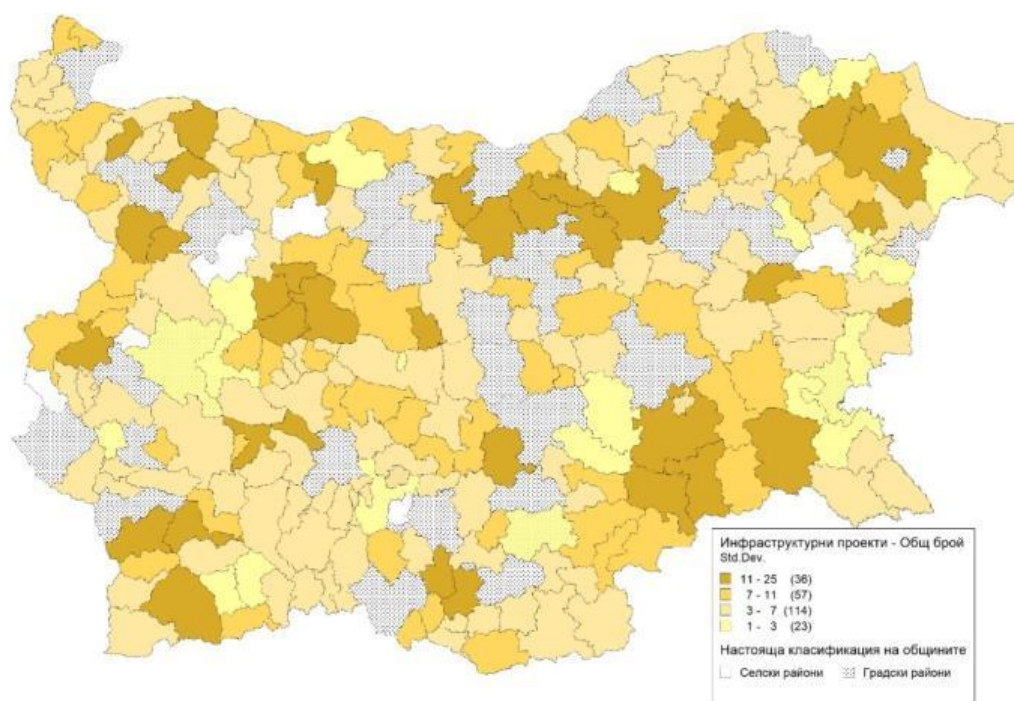 Инфраструктурни проекти - Общ брой
Std.Dev.
11 - 25 (36)
7 - 11 (57)
3 - 7 (114)
1 - 3 (23)
Настояща класификация на общините
Селски райони Градски райони